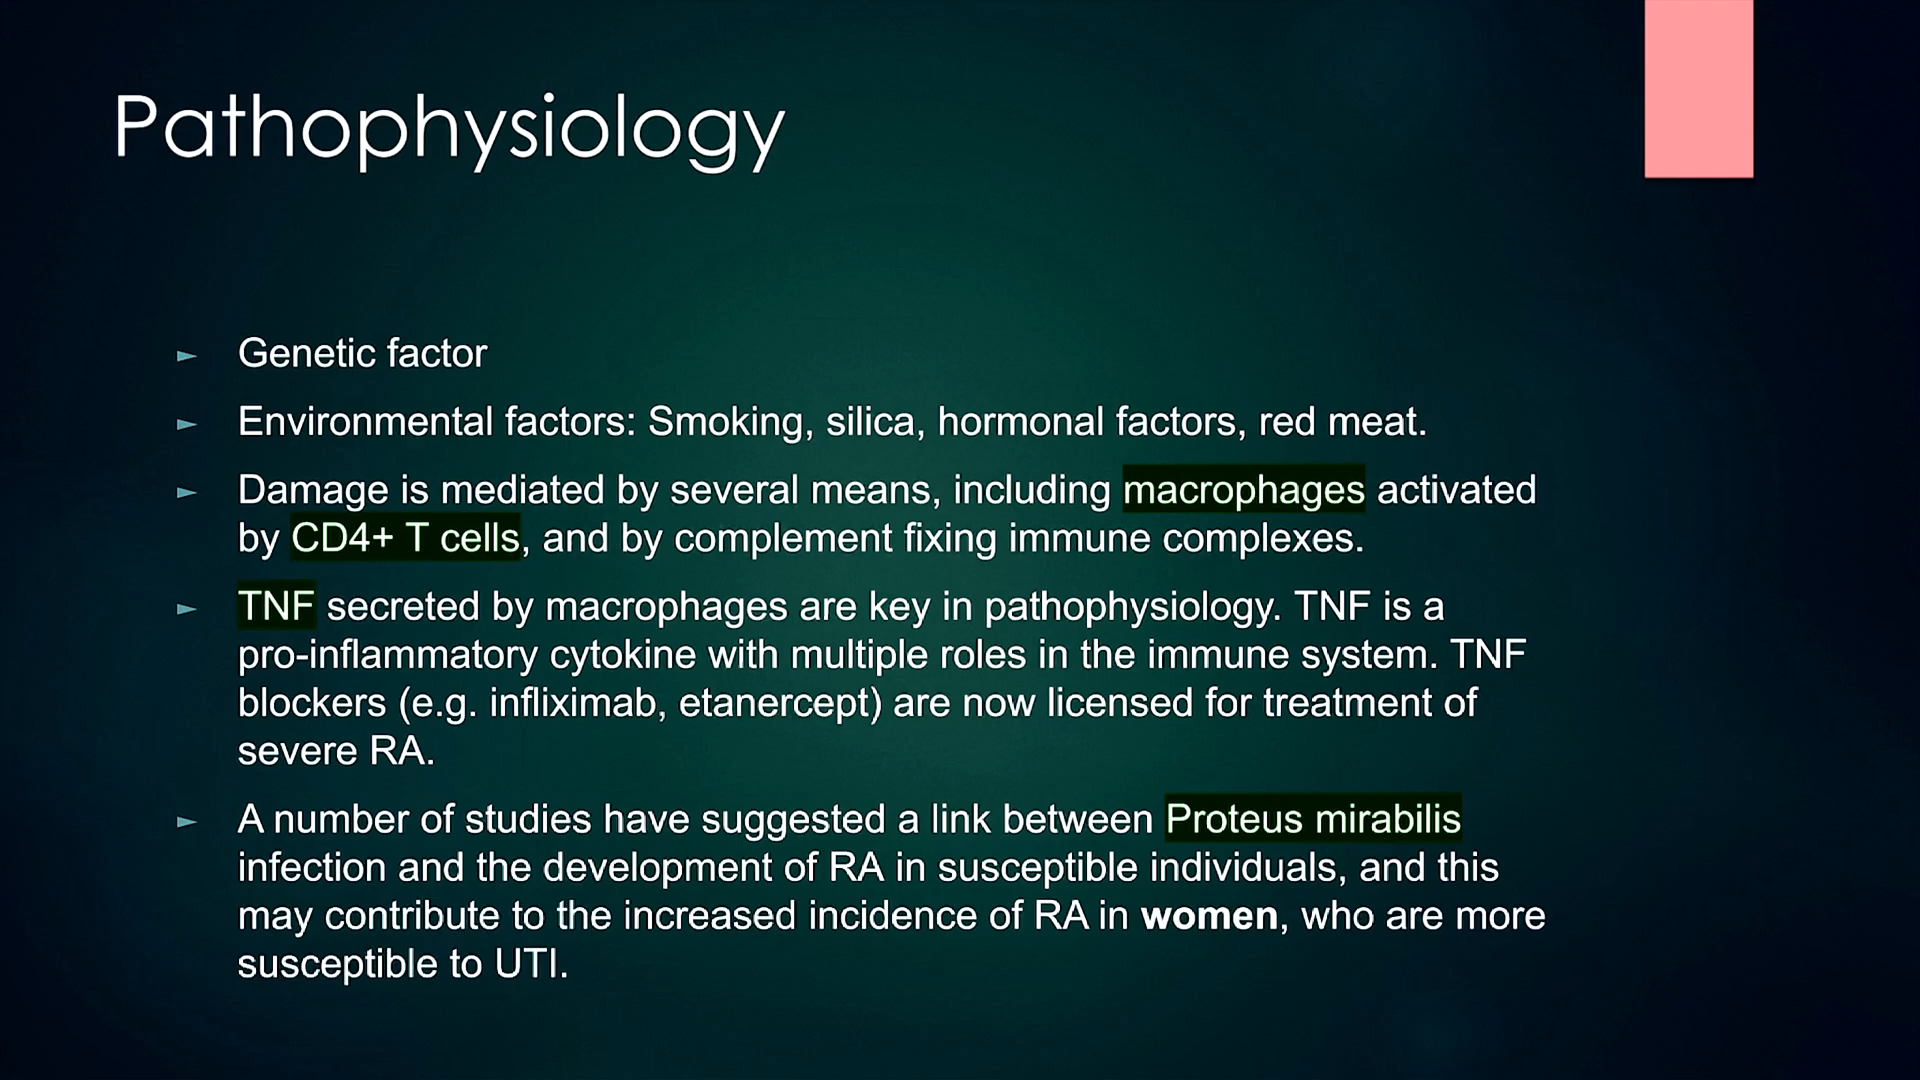 Pathophysiology
► Genetic factor
► Environmental factors: Smoking, silica, hormonal factors, red meat.
► Damage is mediated by several means, including macrophages activated
by CD4+ T cells, and by complement fixing immune complexes.
► TNF secreted by macrophages are key in pathophysiology. TNF is a
pro-inflammatory cytokine with multiple roles in the immune system. TNF
blockers (e.g. infliximab, etanercept) are now licensed for treatment of
severe RA.
► A number of studies have suggested a link between Proteus mirabilis
infection and the development of RA in susceptible individuals, and this
may contribute to the increased incidence of RA in women, who are more
susceptible to UTI.